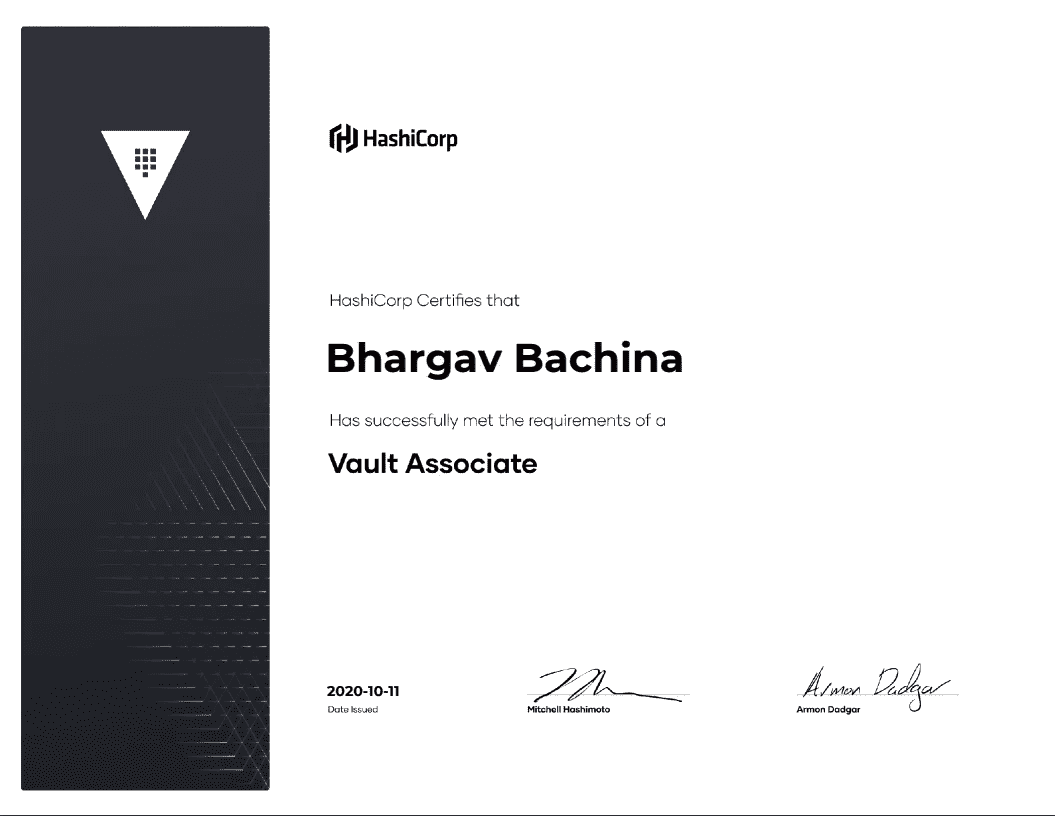 HashiCorp
HashiCorp Certifies that
Bhargav Bachina
Has successfully met the requirements of a
Vault Associate
2020-10-11
Date Issued
Mitchell Hashimoto
Armon Dadgar
Armon Dadgar